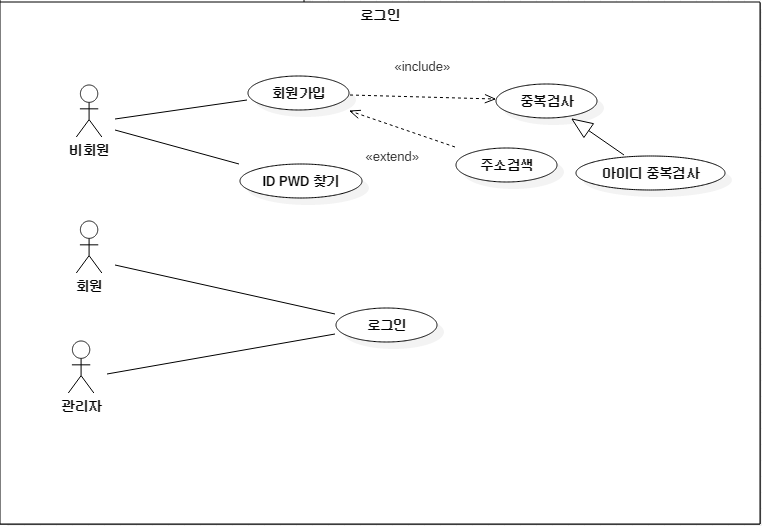 로그인
«include»
회원가입
중복검사
비회원
«extend»
주소검색
아이디 중복검사
ID PWD 찾기
회원
로그인
관리자